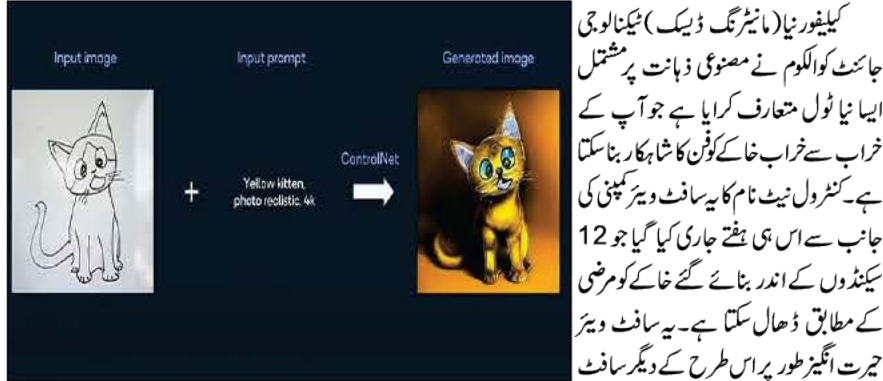 Input image
Input prompt
Generated image
ControlNet
+
Yellow kitten,
photo realistic, 4k
کیلیفورنیا (مانیٹرنگ ڈیسک) ٹیکنالوجی
جائنٹ کوالکوم نے مصنوعی ذہانت پر مشتمل
ایسا نیا ٹول متعارف کرایا ہے جو آپ کے
خراب سے خراب خاکے کو فن کا شاہکار بنا سکتا
ہے۔ کنٹرول نیٹ نام کا یہ سافٹ ویئر کمپنی کی
جانب سے اس ہی ہفتے جاری کیا گیا جو 12
سیکنڈوں کے اندر بنائے گئے خاکے کو مرضی
کے مطابق ڈھال سکتا ہے۔ یہ سافٹ ویئر
حیرت انگیز طور پر اس طرح کے دیگر سافٹ